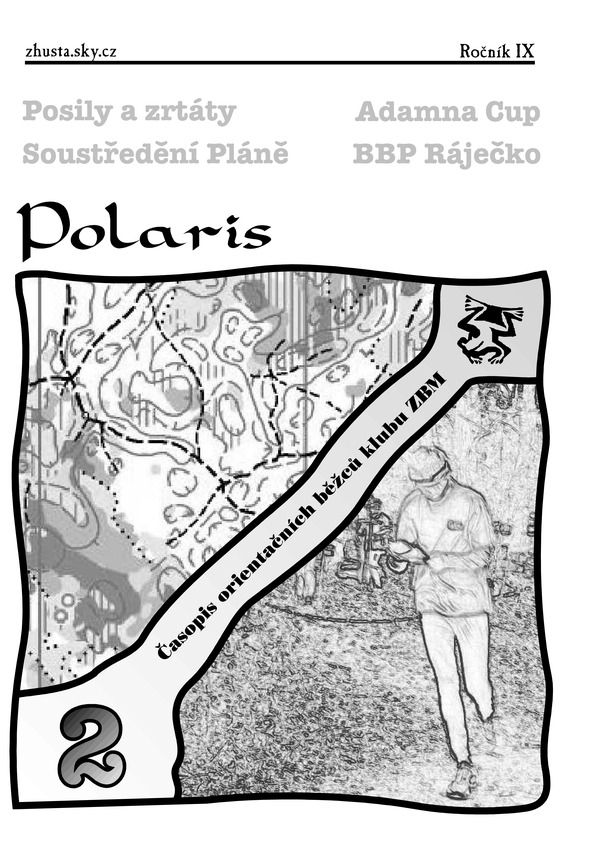 zhusta.sky.cz Ročník IX
Posily a zrtáty Adamna Cup
Soustředění Pláně BBP Ráječko
Polaris
Časopis orientačních běžců klubu ZBM
2